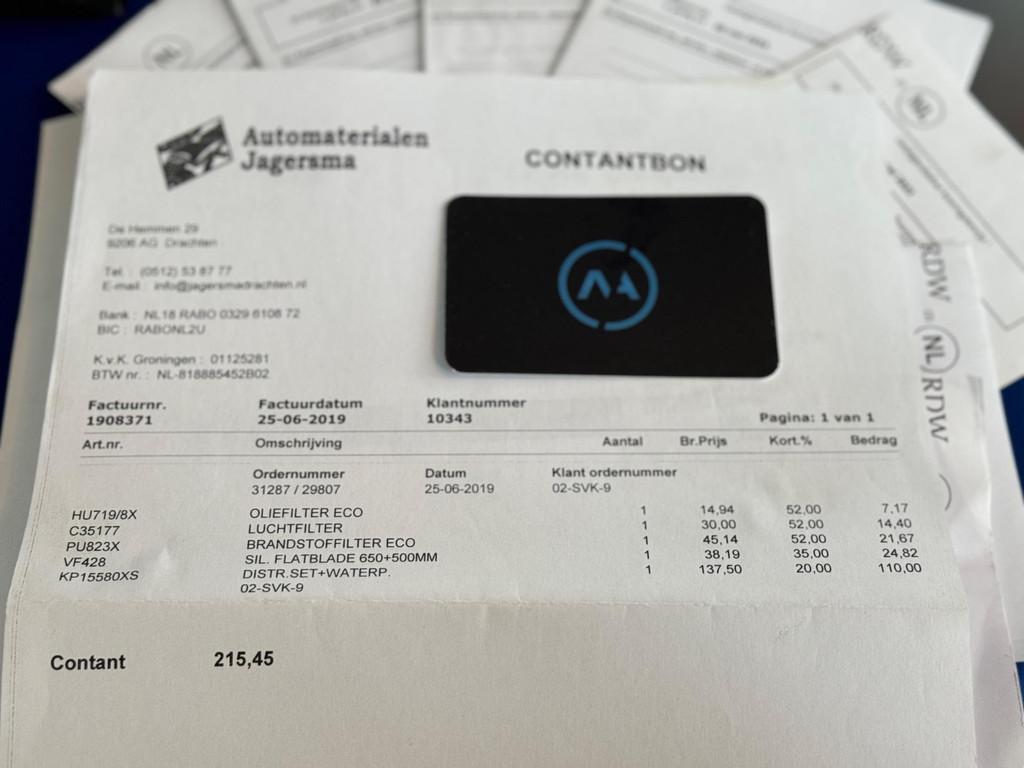 NL
RDW
NL
Automaterialen
Jagersma
CONTANTBON
De Hemmen 29
9206 AG Drachten
Tel. : (0512) 53 87 77
E-mail : info@jagersmadrachten.nl
Bank : NL18 RABO 0329 6108 72
BIC : RABONL2U
K.v.K. Groningen : 01125281
BTW nr. : NL-818885452B02
RDW
NL
RDW
Factuurnr. Factuurdatum Klantnummer
1908371 25-06-2019 10343 Pagina: 1 van 1
Art.nr. Omschrijving Aantal Br.Prijs Kort.% Bedrag
Ordernummer Datum Klant ordernummer
31287 / 29807 25-06-2019 02-SVK-9
HU719/8X OLIEFILTER ECO 1 14,94 52,00 7,17
C35177 LUCHTFILTER 1 30,00 52,00 14,40
PU823X BRANDSTOFFILTER ECO 1 45,14 52,00 21,67
VF428 SIL. FLATBLADE 650+500MM 1 38,19 35,00 24,82
KP15580XS DISTR.SET+WATERP. 1 137,50 20,00 110,00
02-SVK-9
Contant 215,45